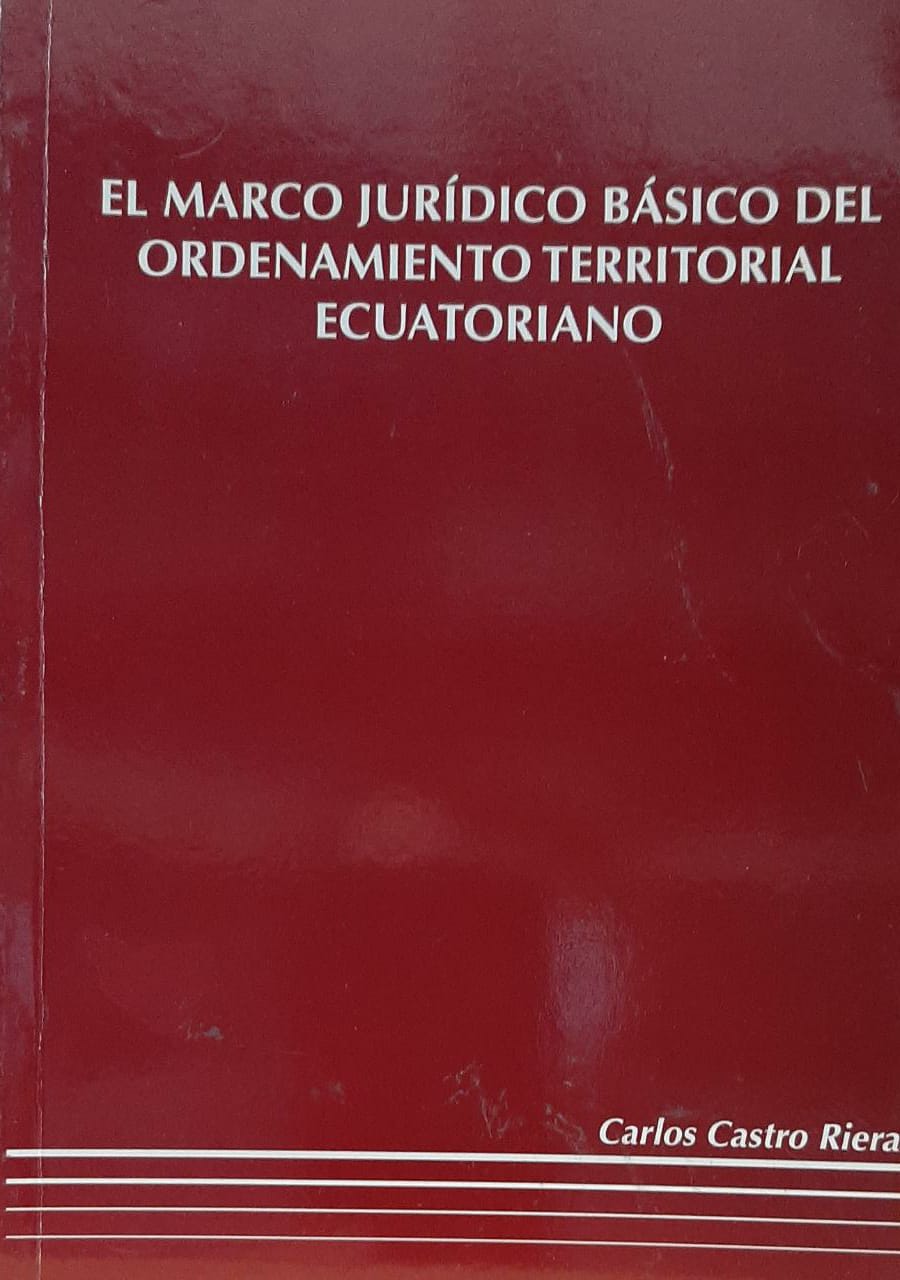 EL MARCO JURÍDICO BÁSICO DEL
ORDENAMIENTO TERRITORIAL
ECUATORIANO
Carlos Castro Riera